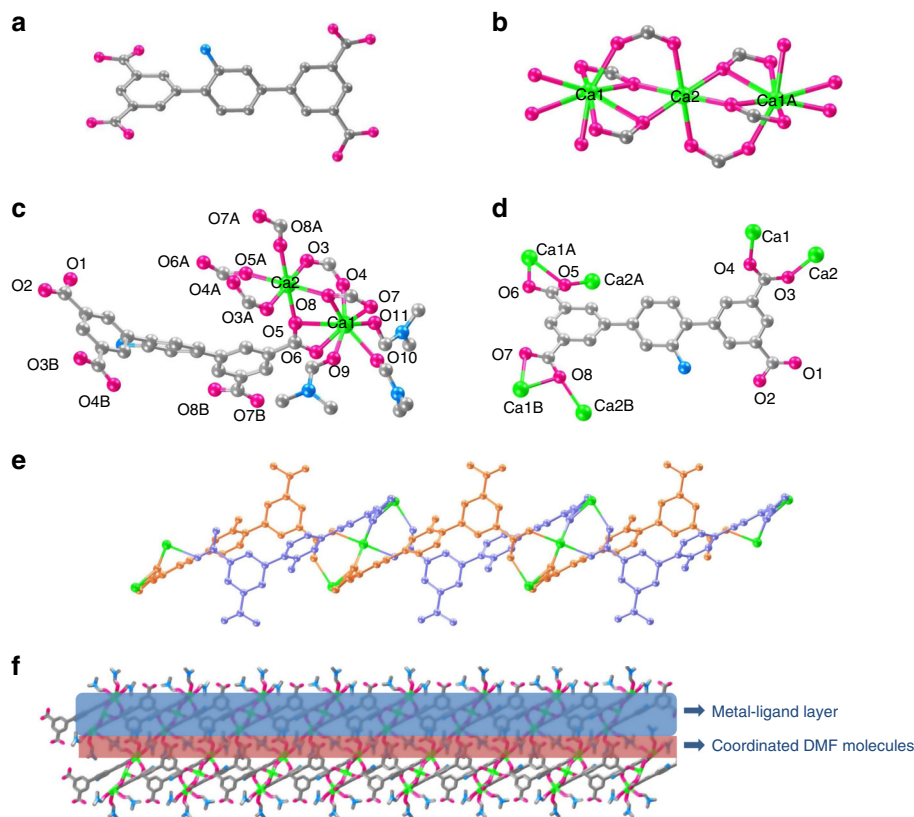 a
b
Ca1
Ca2
Ca1A
c
O7A
O8A
O6A
O5A
O3
O1
O2
Ca2
O4
O4A
O8
O7
O3A
Ca1
O5
O11
O6
O3B
O9
O10
O4B
O8B
O7B
d
Ca1A
Ca1
O5
O4
Ca2
O6
Ca2A
O3
O7
O8
O1
O2
Ca1B
Ca2B
e
f
Metal-ligand layer
Coordinated DMF molecules